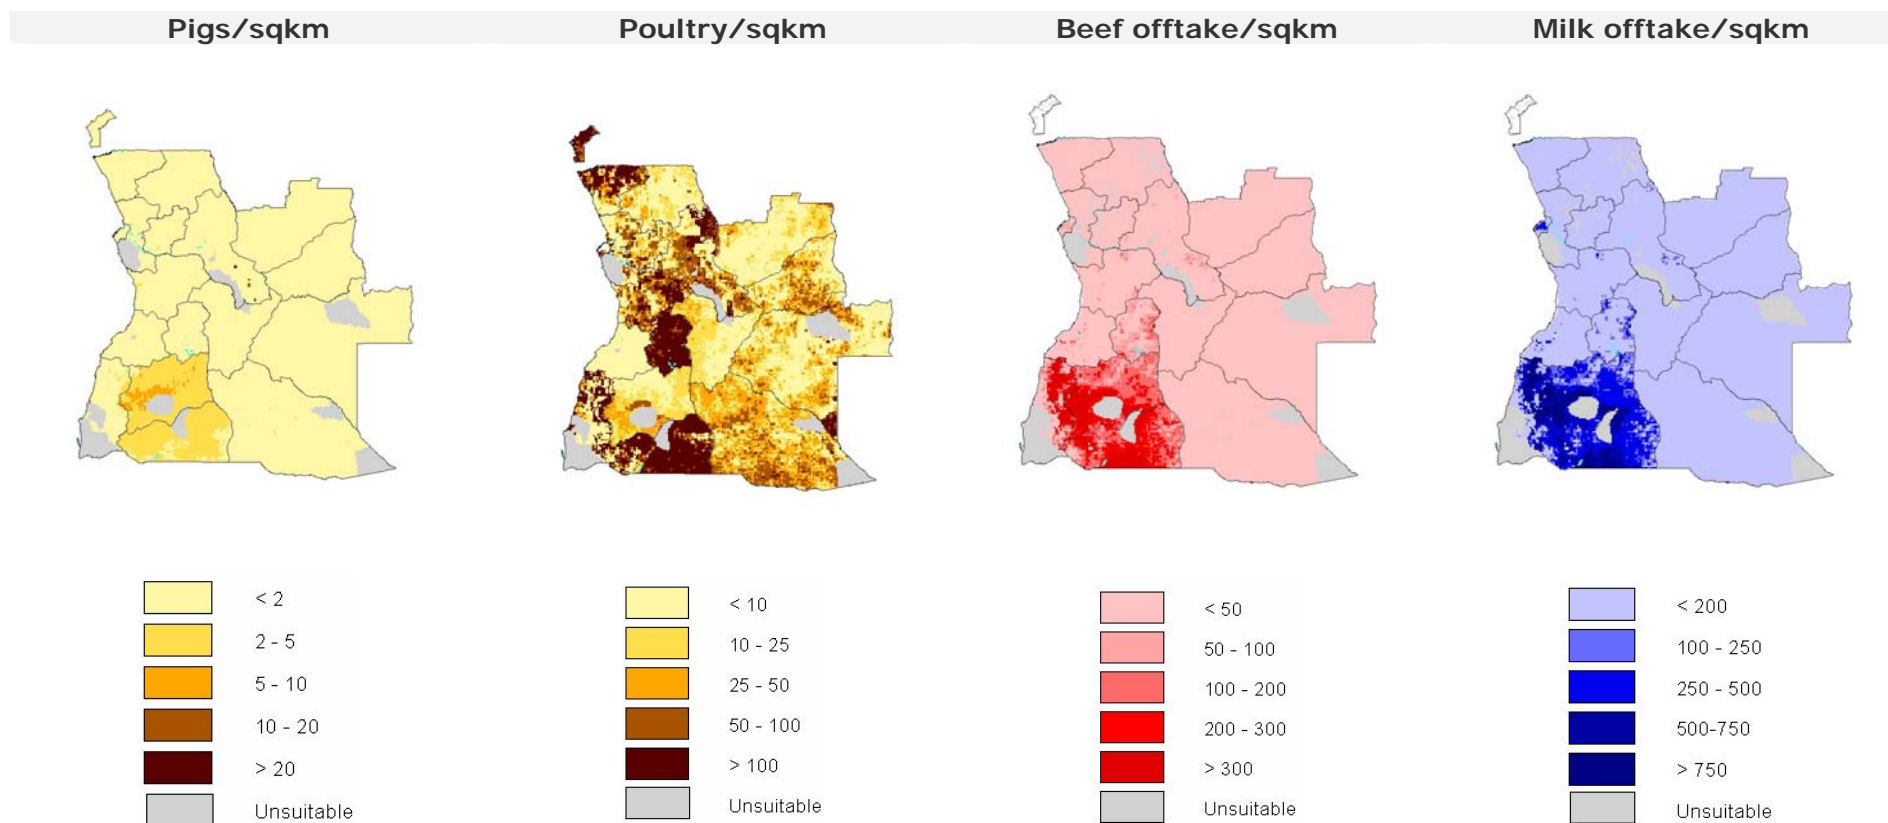 Pigs/sqkm
Poultry/sqkm
Beef offtake/sqkm
Milk offtake/sqkm
< 2
2 - 5
5 - 10
10 - 20
> 20
Unsuitable
< 10
10 - 25
25 - 50
50 - 100
> 100
Unsuitable
< 50
50 - 100
100 - 200
200 - 300
> 300
Unsuitable
< 200
100 - 250
250 - 500
500-750
> 750
Unsuitable